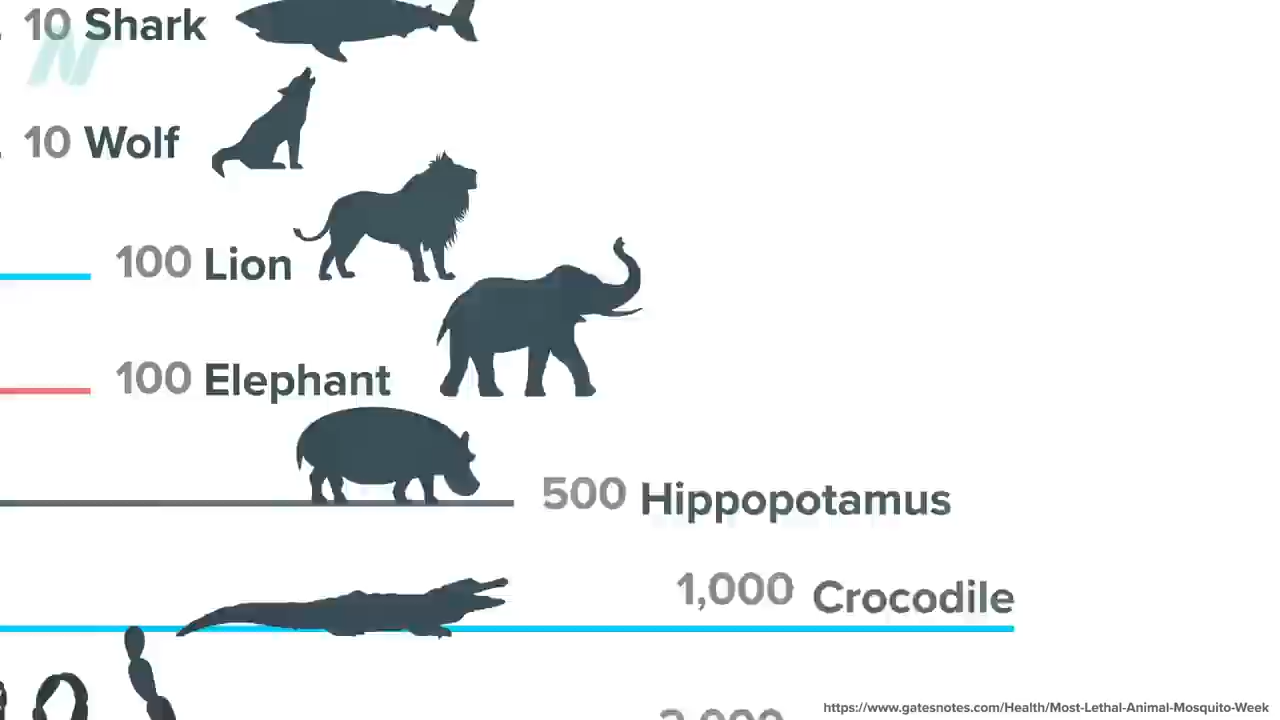 10 Shark
10 Wolf
100 Lion
100 Elephant
500 Hippopotamus
1,000 Crocodile
https://www.gatesnotes.com/Health/Most-Lethal-Animal-Mosquito-Week